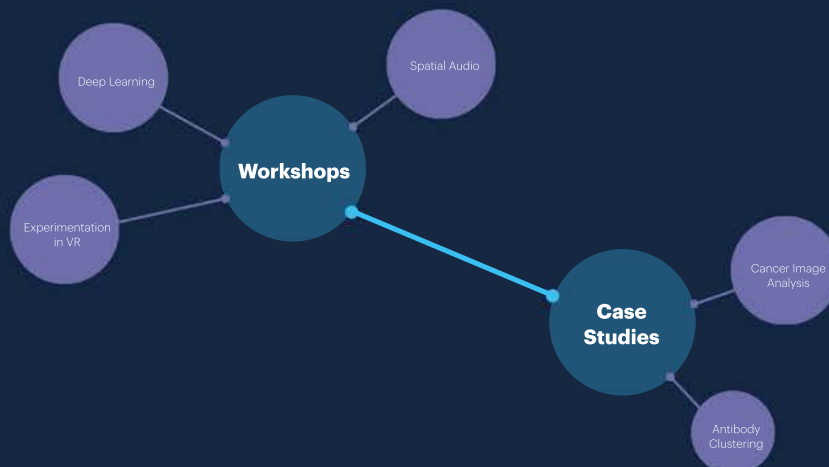 Deep Learning
Spatial Audio
Workshops
Experimentation
in VR
Cancer Image
Analysis
Case
Studies
Antibody
Clustering